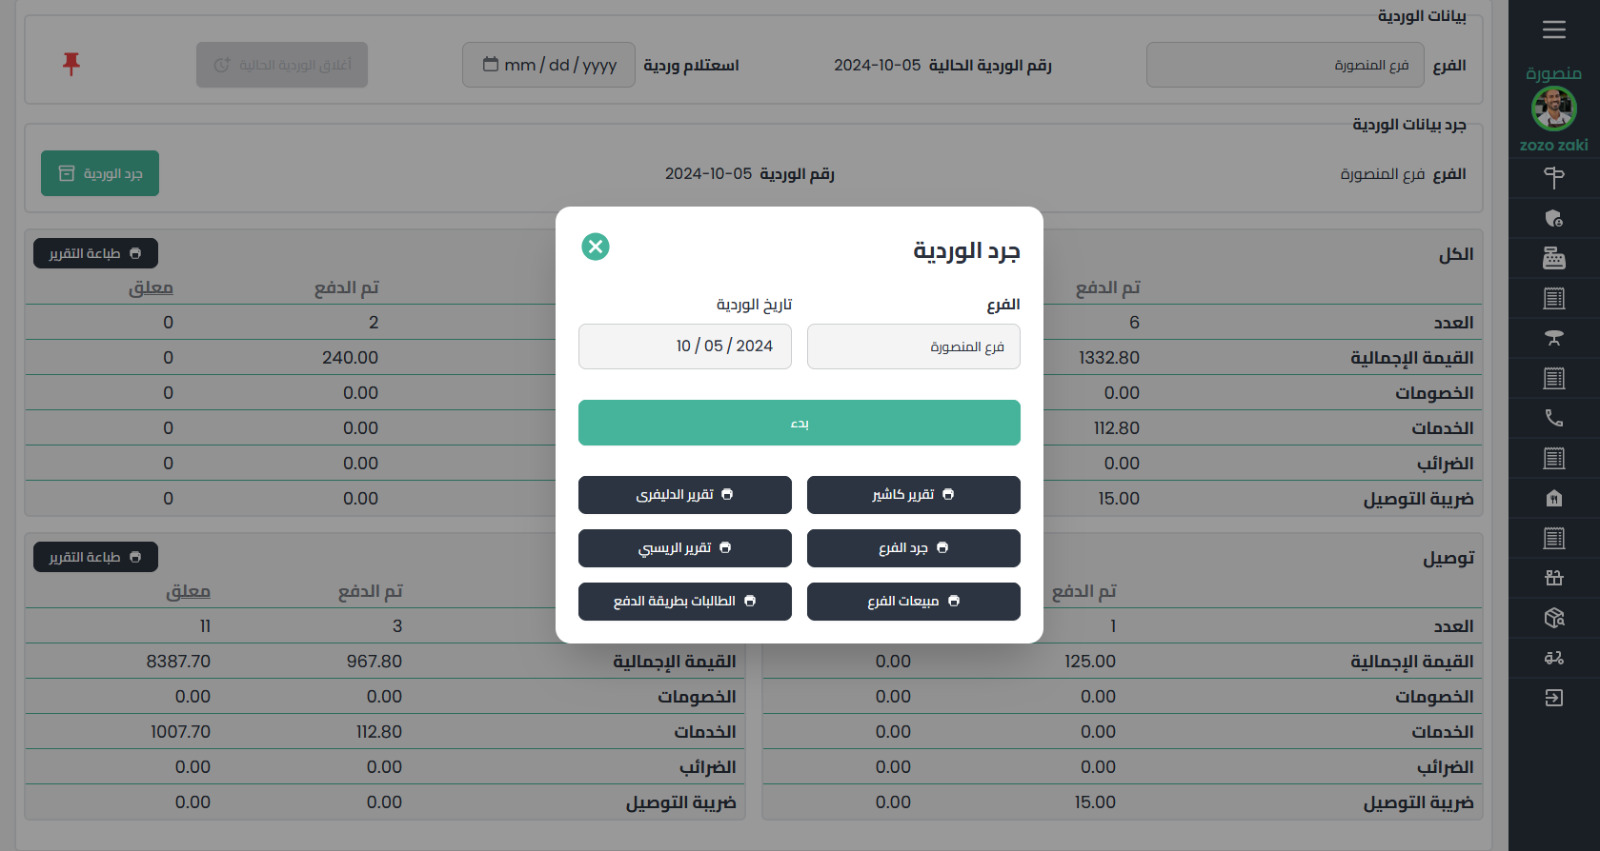 بيانات الوردية
الفرع فرع المنصورة رقم الوردية الحالية 2024-10-05 استعلام وردية mm / dd / yyyy أغلاق الوردية الحالية
منصورة
zozo zaki
جرد بيانات الوردية
الفرع فرع المنصورة رقم الوردية 2024-10-05 جرد الوردية
الكل
تم الدفع
العدد 6
القيمة الإجمالية 1332.80
الخصومات 0.00
الخدمات 112.80
الضرائب 0.00
ضريبة التوصيل 15.00
طباعة التقرير
تم الدفع معلق
2 0
240.00 0
0.00 0
0.00 0
0.00 0
0.00 0
جرد الوردية
الفرع تاريخ الوردية
فرع المنصورة 10 / 05 / 2024
بدء
تقرير كاشير تقرير الدليفرى
جرد الفرع تقرير الريسبي
مبيعات الفرع الطالبات بطريقة الدفع
توصيل
تم الدفع
العدد 1
القيمة الإجمالية 125.00 0.00
الخصومات 0.00 0.00
الخدمات 0.00 0.00
الضرائب 0.00 0.00
ضريبة التوصيل 15.00 0.00
طباعة التقرير
تم الدفع معلق
3 11
القيمة الإجمالية 967.80 8387.70
الخصومات 0.00 0.00
الخدمات 112.80 1007.70
الضرائب 0.00 0.00
ضريبة التوصيل 0.00 0.00